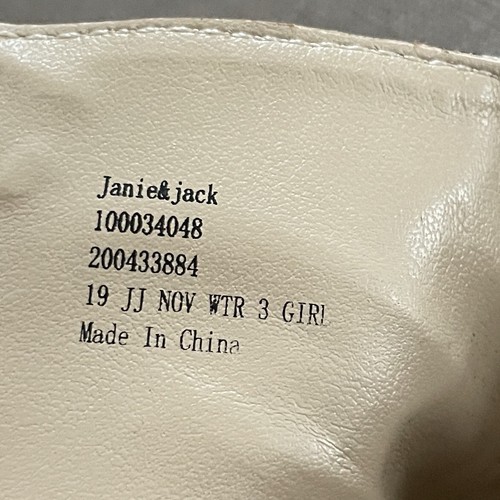 Janie&jack
100034048
200433884
19 JJ NOV WTR 3 GIRL
Made In China